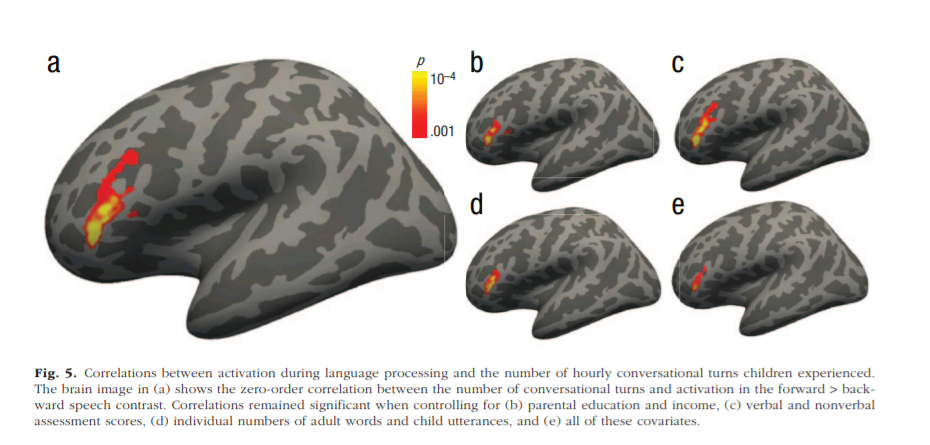 a
p
10-4
.001
b
c
d
e
Fig. 5. Correlations between activation during language processing and the number of hourly conversational turns children experienced.
The brain image in (a) shows the zero-order correlation between the number of conversational turns and activation in the forward > back-
ward speech contrast. Correlations remained significant when controlling for (b) parental education and income, (c) verbal and nonverbal
assessment scores, (d) individual numbers of adult words and child utterances, and (e) all of these covariates.